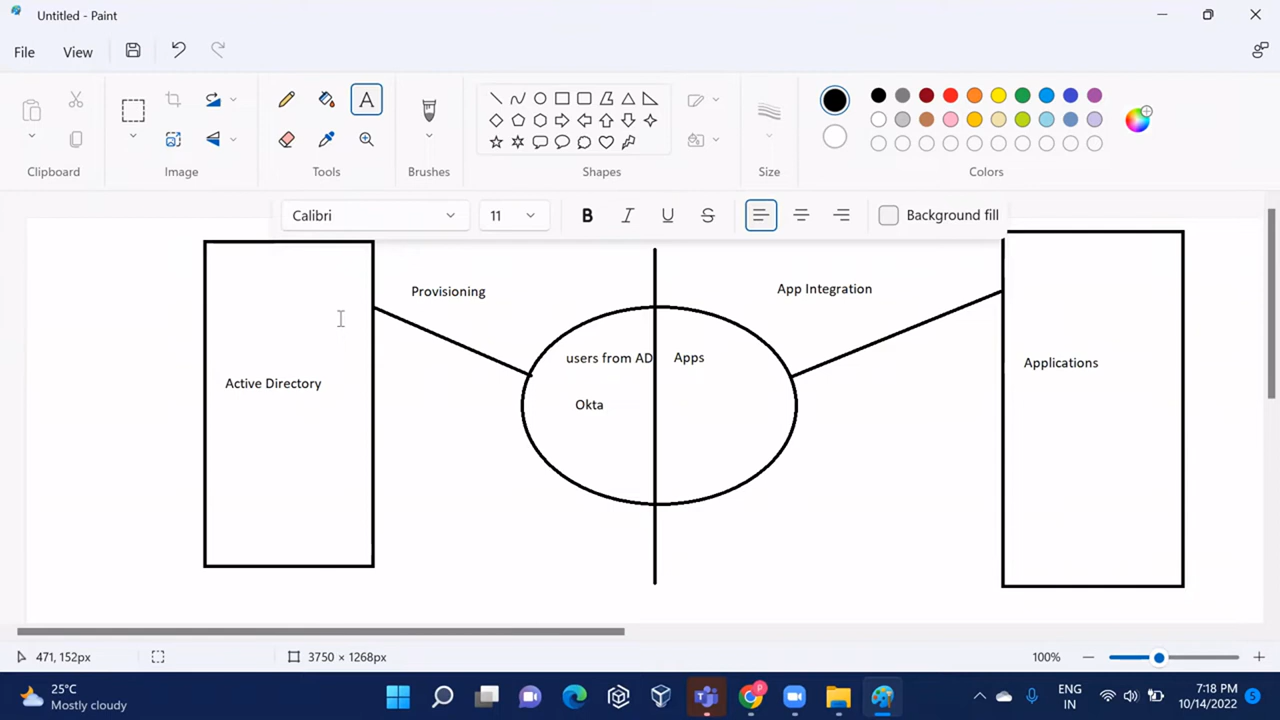 Untitled - Paint
File
View
Clipboard
Image
Tools
Brushes
Shapes
Size
Colors
A
Calibri
11
B
I
U
S
Background fill
Provisioning
App Integration
users from AD
Apps
Active Directory
Applications
Okta
471, 152px
3750 × 1268px
100%
25°C
Mostly cloudy
P
ENG
IN
7:18 PM
10/14/2022
5